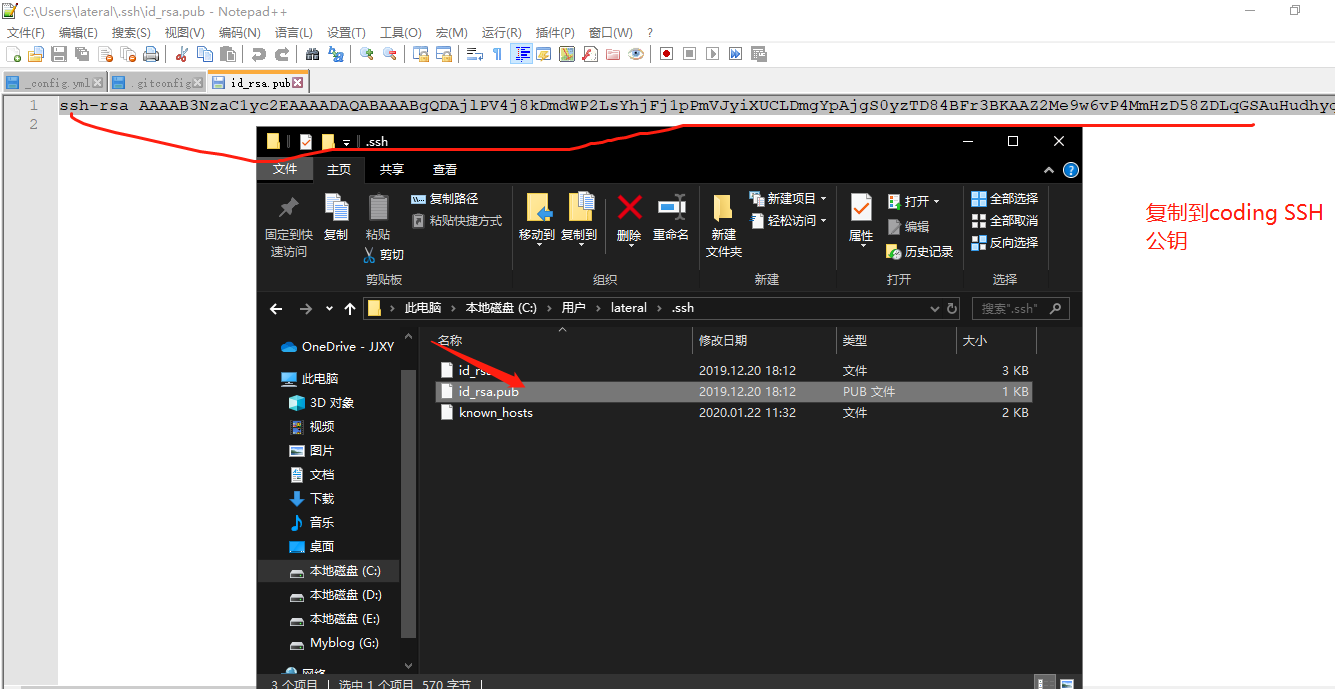 C:\Users\lateral\.ssh\id_rsa.pub - Notepad++
文件(F) 编辑(E) 搜索(S) 视图(V) 编码(N) 语言(L) 设置(T) 工具(O) 宏(M) 运行(R) 插件(P) 窗口(W) ?
_config.yml .gitconfig id_rsa.pub
1 ssh-rsa AAAAB3NzaC1yc2EAAAADAQABAAABgQDAjlPV4j8kDmdWP2LsYhjFj1pPmVJyiXUCLDmgYpAjgS0yzTD84BFr3BKAAZ2Me9w6vP4MmHzD58ZDLqGSAuHudhyq
2
.ssh
文件 主页 共享 查看
固定到快速访问
复制
粘贴
复制路径
粘贴快捷方式
剪切
剪贴板
移动到 复制到 删除 重命名
组织
新建文件夹
新建项目
轻松访问
新建
属性
打开
编辑
历史记录
打开
全部选择
全部取消
反向选择
选择
复制到coding SSH
公钥
此电脑 本地磁盘 (C:) 用户 lateral .ssh
搜索".ssh"
OneDrive - JJXY
此电脑
3D 对象
视频
图片
文档
下载
音乐
桌面
本地磁盘 (C:)
本地磁盘 (D:)
本地磁盘 (E:)
Myblog (G:)
网络
名称 修改日期 类型 大小
id_rs 2019.12.20 18:12 文件 3 KB
id_rsa.pub 2019.12.20 18:12 PUB 文件 1 KB
known_hosts 2020.01.22 11:32 文件 2 KB
3 个项目 选中 1 个项目 570 字节